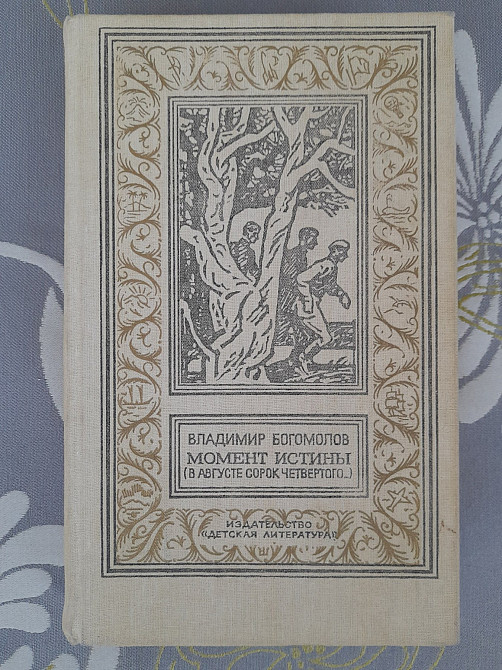 ВЛАДИМИР БОГОМОЛОВ
МОМЕНТ ИСТИНЫ
(В АВГУСТЕ СОРОК ЧЕТВЕРТОГО...)
ИЗДАТЕЛЬСТВО
«ДЕТСКАЯ ЛИТЕРАТУРА»